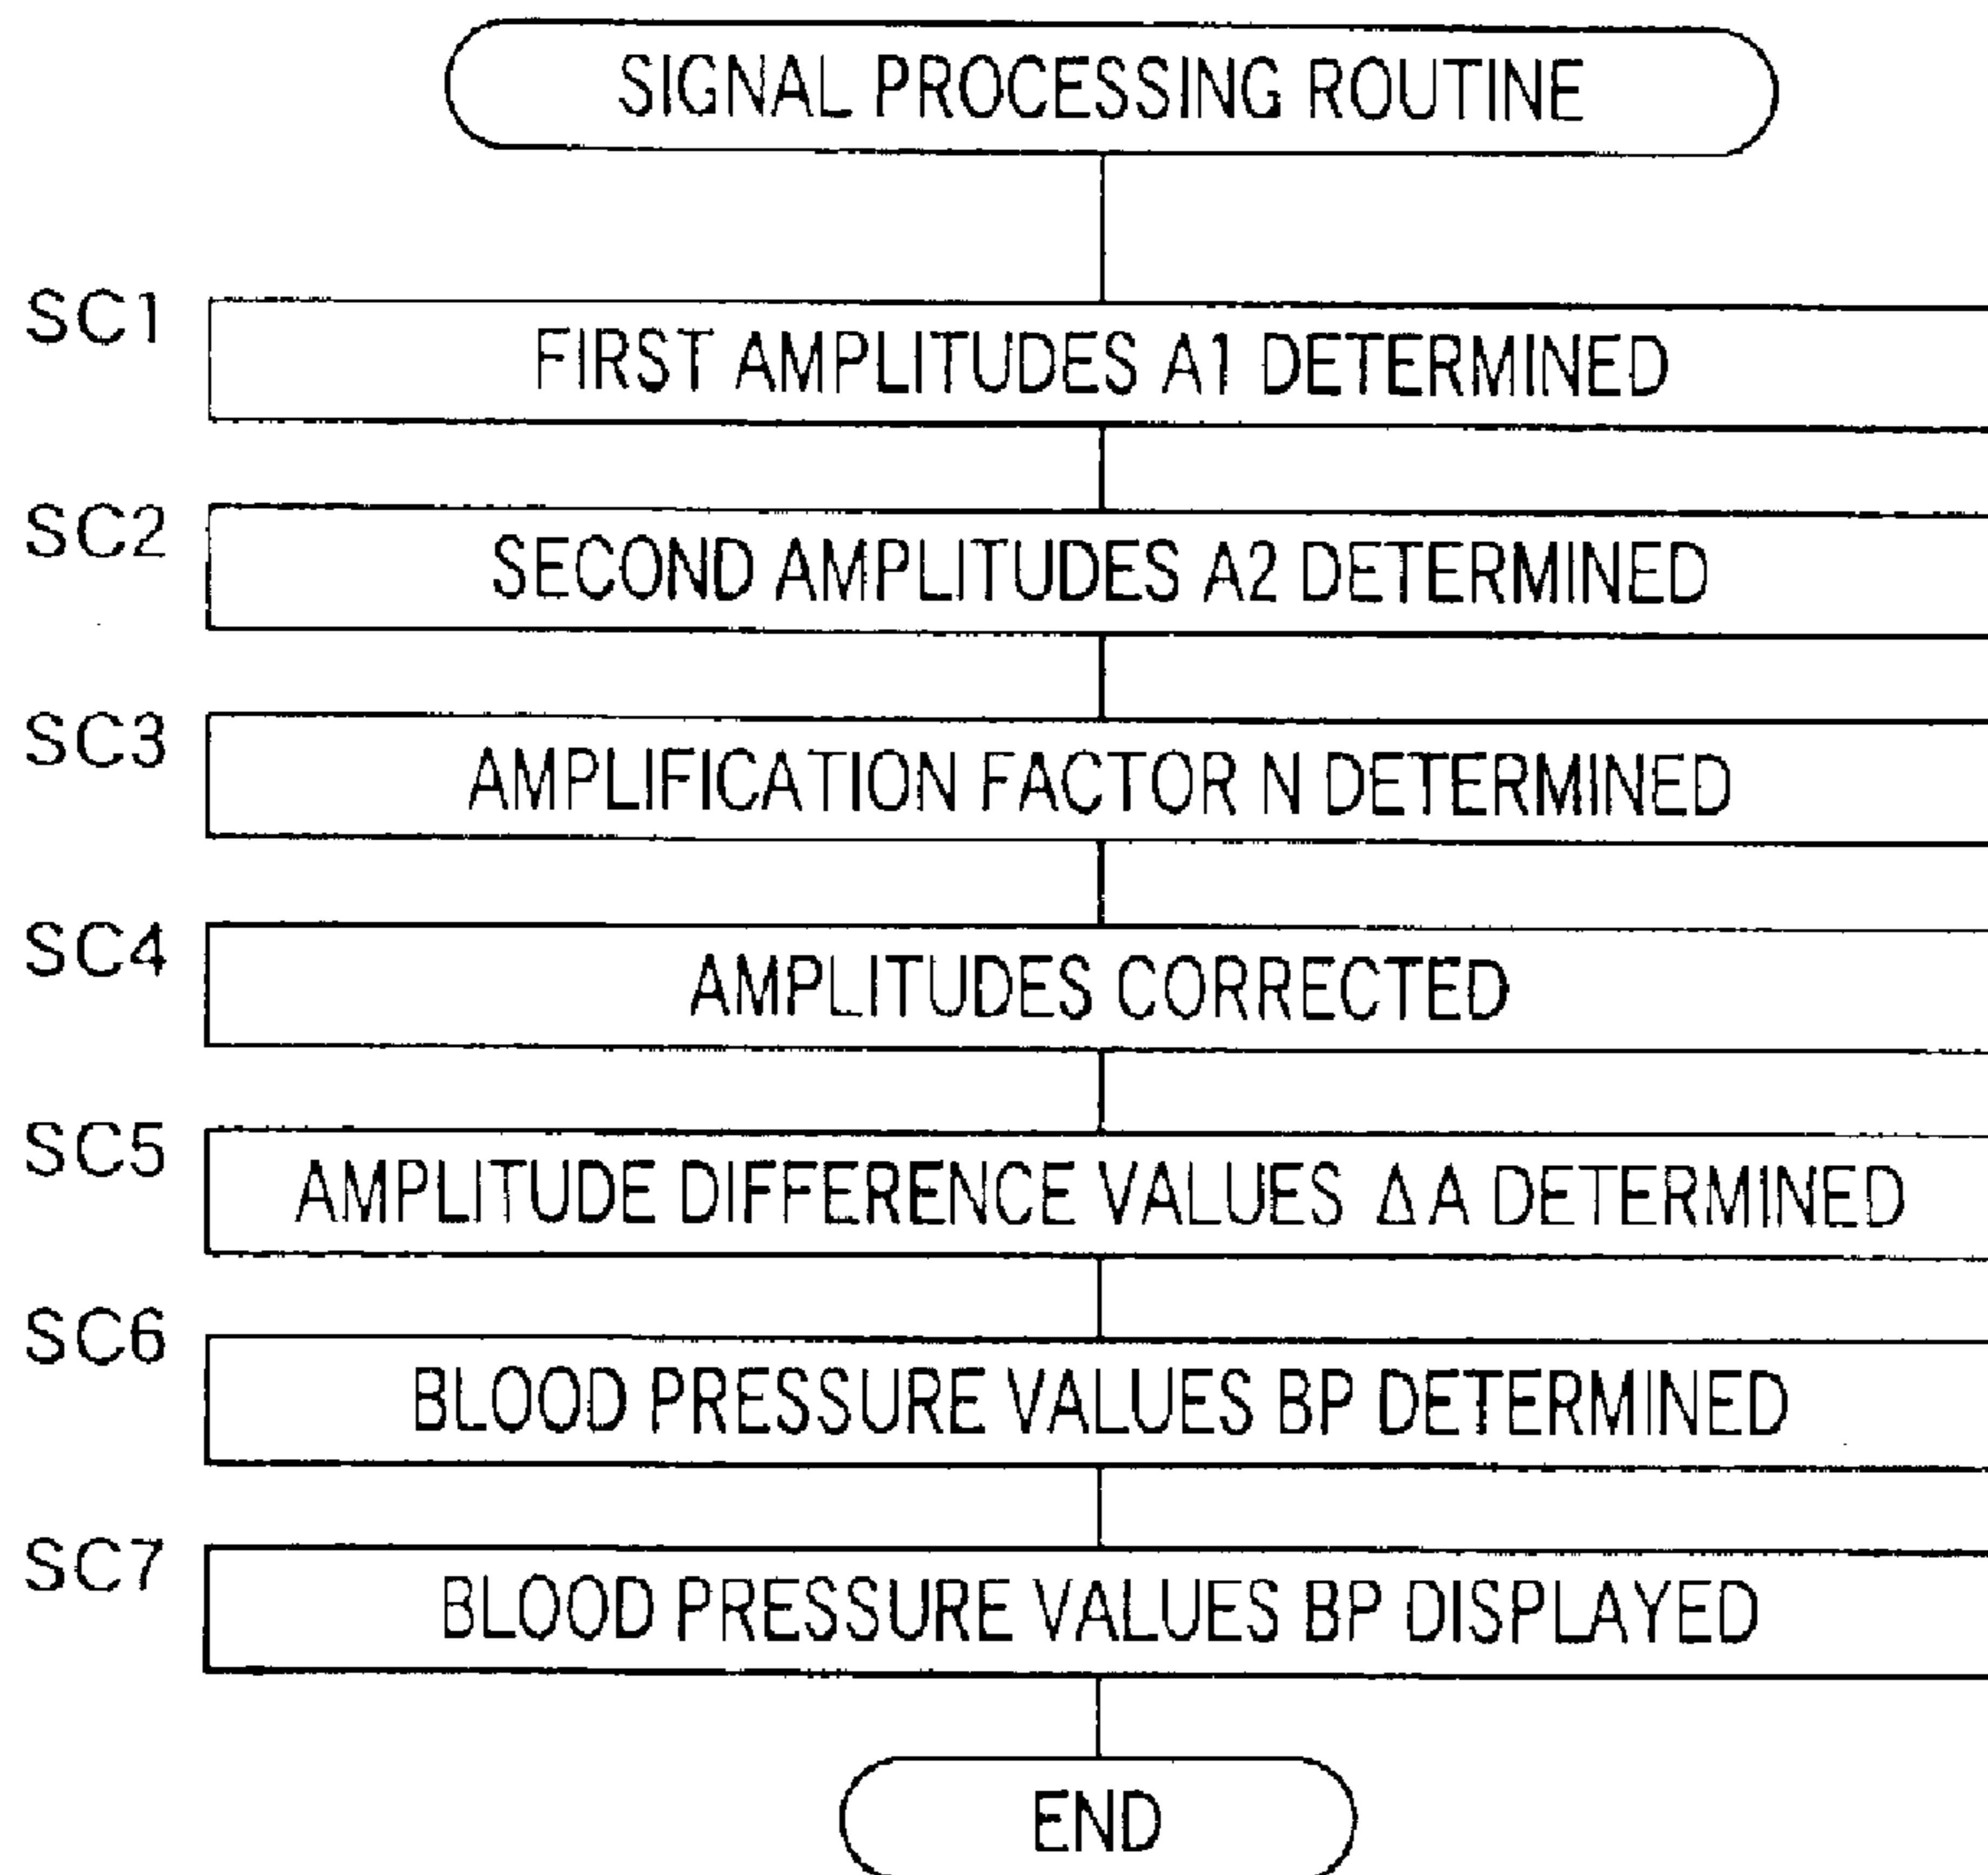 SIGNAL PROCESSING ROUTINE
SC1
FIRST AMPLITUDES A1 DETERMINED
SC2
SECOND AMPLITUDES A2 DETERMINED
SC3
AMPLIFICATION FACTOR N DETERMINED
SC4
AMPLITUDES CORRECTED
SC5
AMPLITUDE DIFFERENCE VALUES ΔA DETERMINED
SC6
BLOOD PRESSURE VALUES BP DETERMINED
SC7
BLOOD PRESSURE VALUES BP DISPLAYED
END